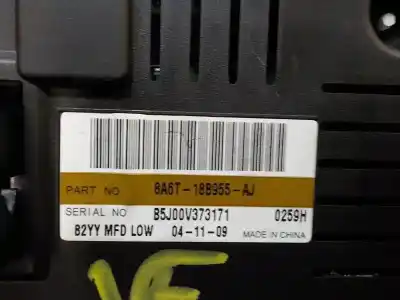 PART NO 8A6T-18B955-AJ
SERIAL NO B5J00V373171 0259H
B2YY MFD LOW 04-11-09 MADE IN CHINA